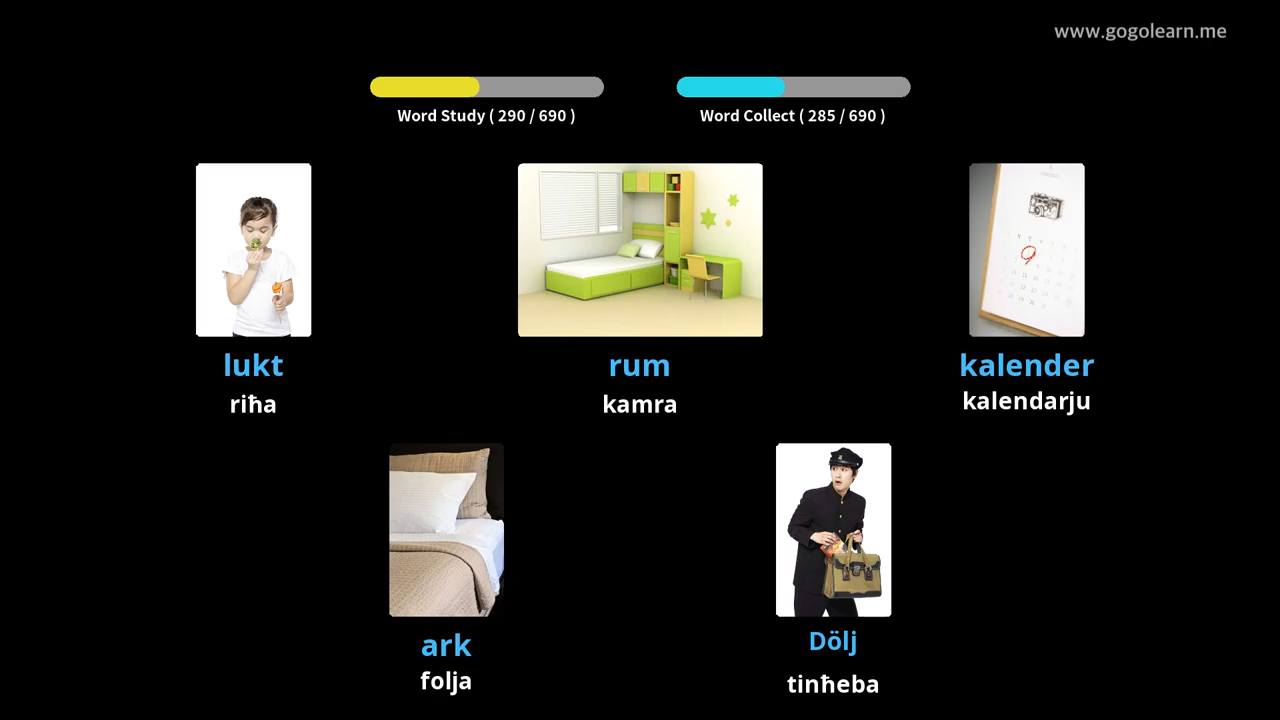 www.gogolearn.me
Word Study ( 290 / 690 )
Word Collect ( 285 / 690 )
lukt
riħa
rum
kamra
kalender
kalendarju
ark
folja
Dölj
tinħeba